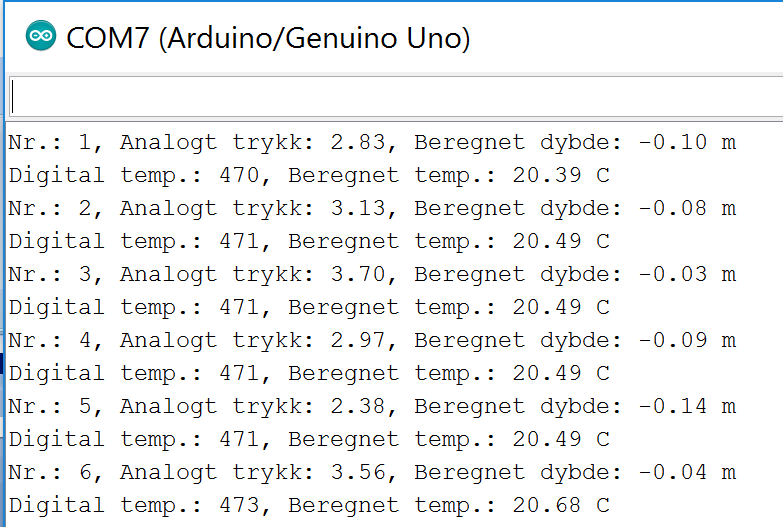 COM7 (Arduino/Genuino Uno)
Nr.: 1, Analogt trykk: 2.83, Beregnet dybde: -0.10 m
Digital temp.: 470, Beregnet temp.: 20.39 C
Nr.: 2, Analogt trykk: 3.13, Beregnet dybde: -0.08 m
Digital temp.: 471, Beregnet temp.: 20.49 C
Nr.: 3, Analogt trykk: 3.70, Beregnet dybde: -0.03 m
Digital temp.: 471, Beregnet temp.: 20.49 C
Nr.: 4, Analogt trykk: 2.97, Beregnet dybde: -0.09 m
Digital temp.: 471, Beregnet temp.: 20.49 C
Nr.: 5, Analogt trykk: 2.38, Beregnet dybde: -0.14 m
Digital temp.: 471, Beregnet temp.: 20.49 C
Nr.: 6, Analogt trykk: 3.56, Beregnet dybde: -0.04 m
Digital temp.: 473, Beregnet temp.: 20.68 C